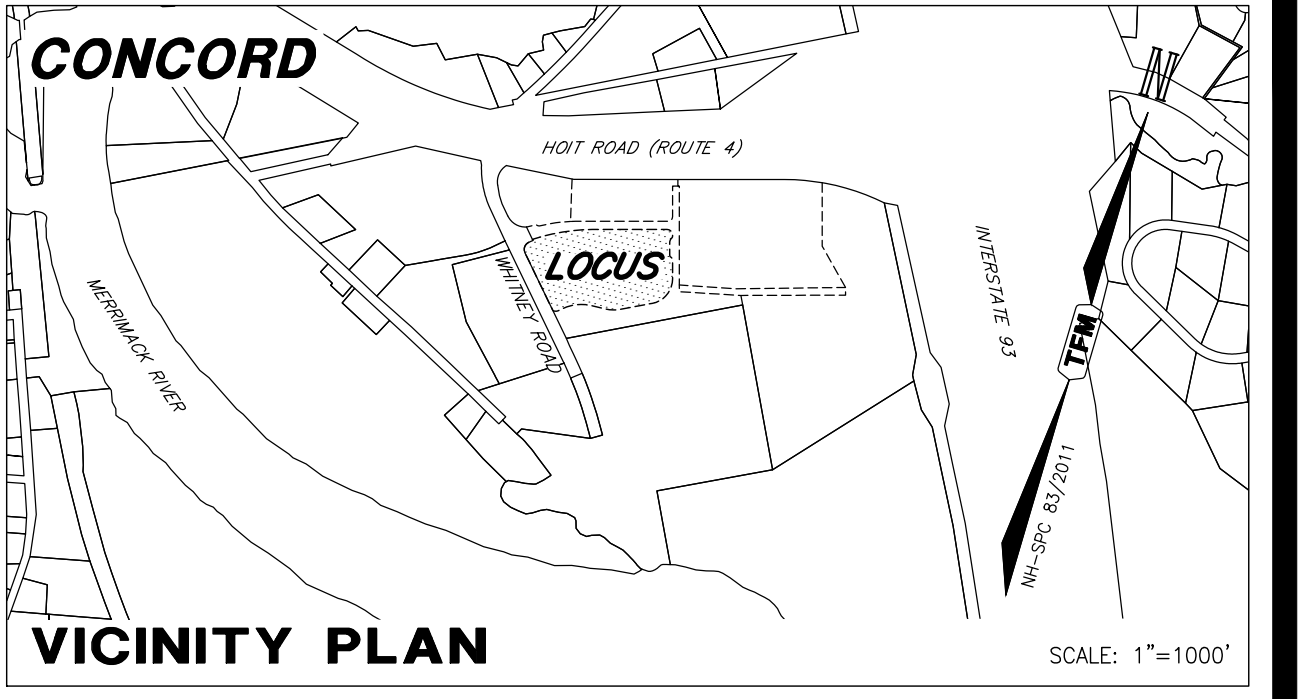 CONCORD
N
HOIT ROAD (ROUTE 4)
LOCUS
WHITNEY ROAD
INTERSTATE 93
MERRIMACK RIVER
TFM
NH-SPC 83/2011
VICINITY PLAN
SCALE: 1"=1000'